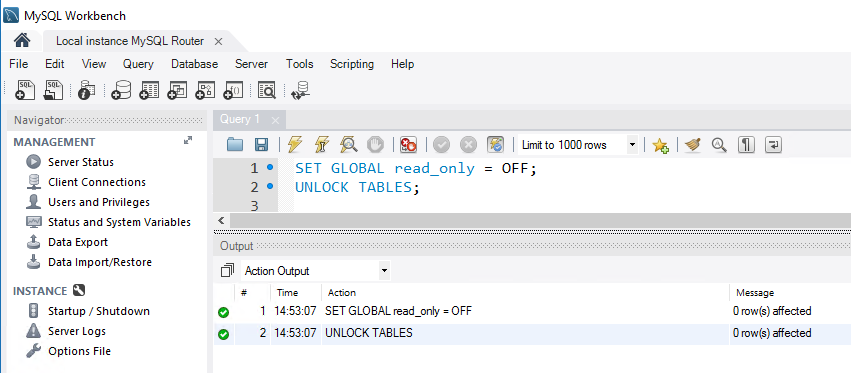 MySQL Workbench
Local instance MySQL Router
File Edit View Query Database Server Tools Scripting Help
SQL SQL
Navigator
Query 1
MANAGEMENT
Limit to 1000 rows
Server Status
1 SET GLOBAL read_only = OFF;
Client Connections
2 UNLOCK TABLES;
Users and Privileges
3
Status and System Variables
Data Export
Output
Data Import/Restore
Action Output
INSTANCE
# Time Action Message
Startup / Shutdown
1 14:53:07 SET GLOBAL read_only = OFF 0 row(s) affected
Server Logs
2 14:53:07 UNLOCK TABLES 0 row(s) affected
Options File